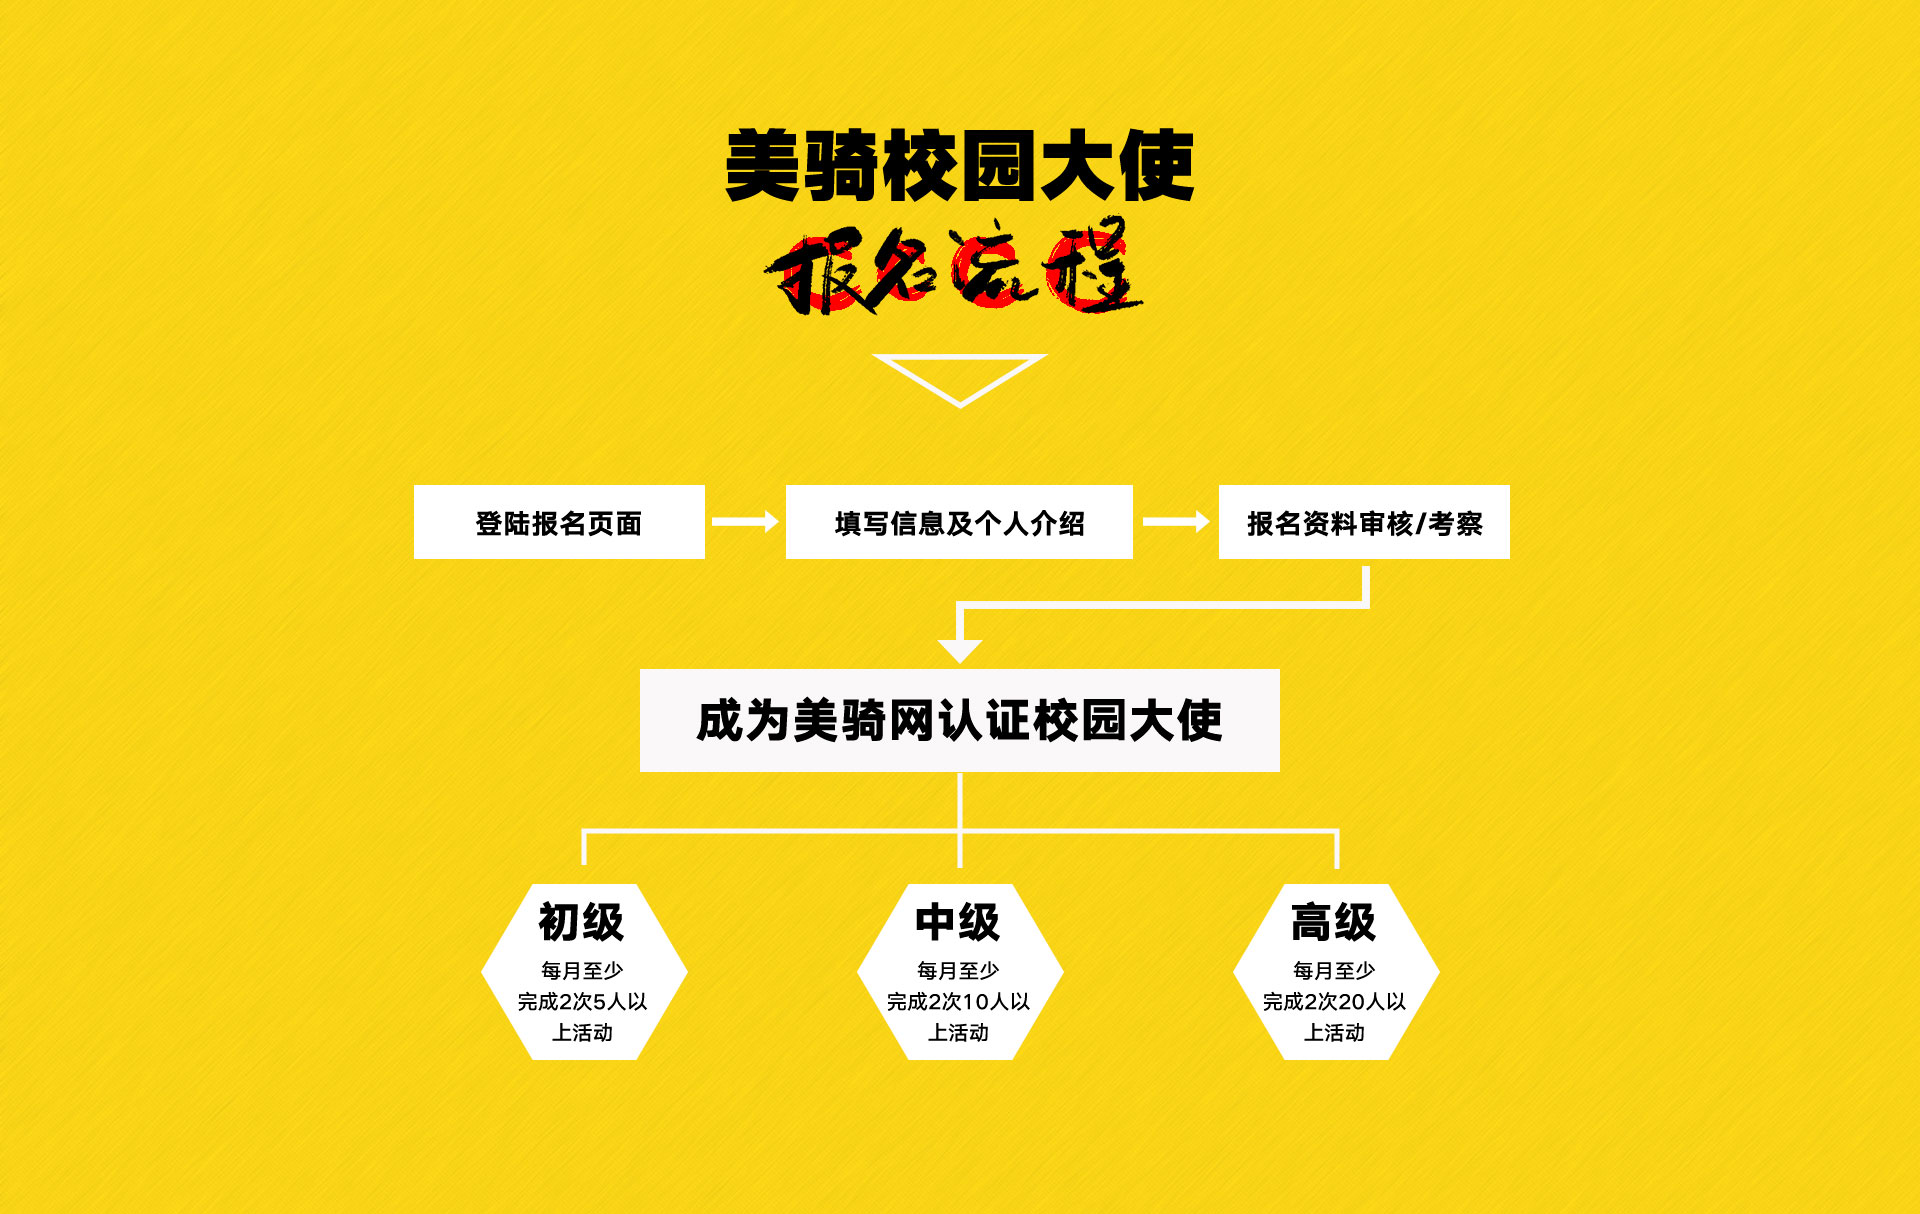 美骑校园大使
报名流程
登陆报名页面
填写信息及个人介绍
报名资料审核/考察
成为美骑网认证校园大使
初级
每月至少
完成2次5人以
上活动
中级
每月至少
完成2次10人以
上活动
高级
每月至少
完成2次20人以
上活动